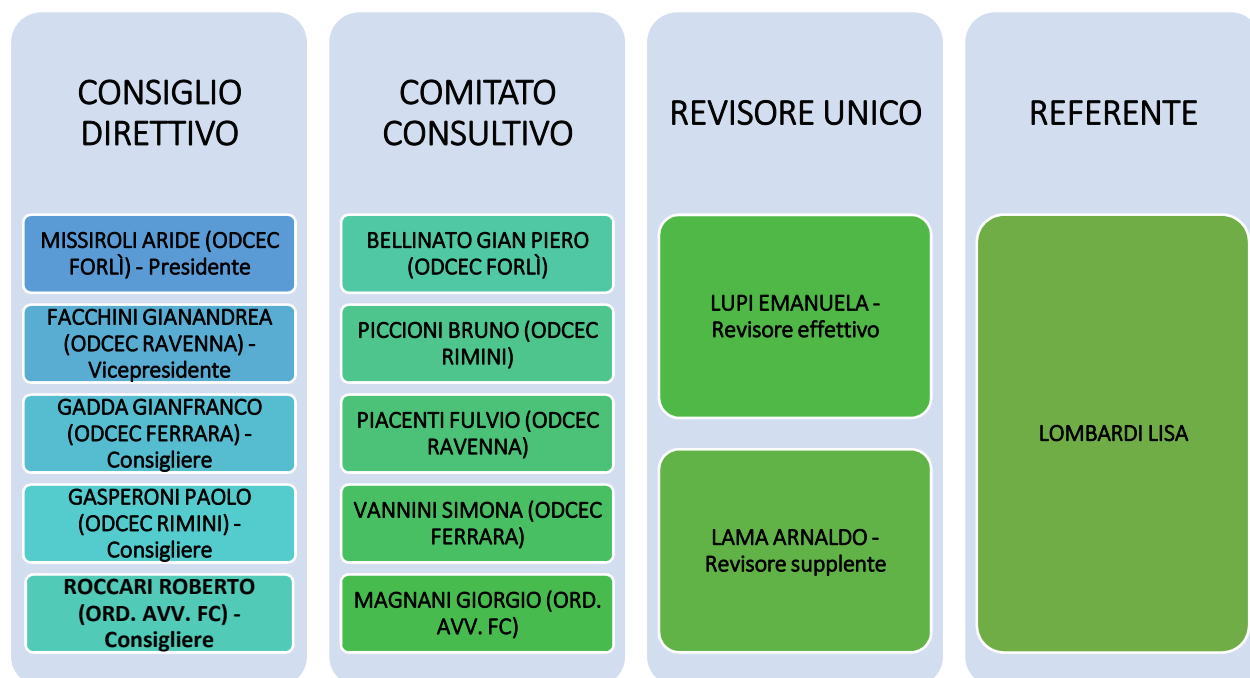 CONSIGLIO
DIRETTIVO
MISSIROLI ARIDE (ODCEC
FORLÌ) - Presidente
FACCHINI GIANANDREA
(ODCEC RAVENNA) -
Vicepresidente
GADDA GIANFRANCO
(ODCEC FERRARA) -
Consigliere
GASPERONI PAOLO
(ODCEC RIMINI) -
Consigliere
ROCCARI ROBERTO
(ORD. AVV. FC) -
Consigliere
COMITATO
CONSULTIVO
BELLINATO GIAN PIERO
(ODCEC FORLÌ)
PICCIONI BRUNO (ODCEC
RIMINI)
PIACENTI FULVIO (ODCEC
RAVENNA)
VANNINI SIMONA (ODCEC
FERRARA)
MAGNANI GIORGIO (ORD.
AVV. FC)
REVISORE UNICO
LUPI EMANUELA -
Revisore effettivo
LAMA ARNALDO -
Revisore supplente
REFERENTE
LOMBARDI LISA